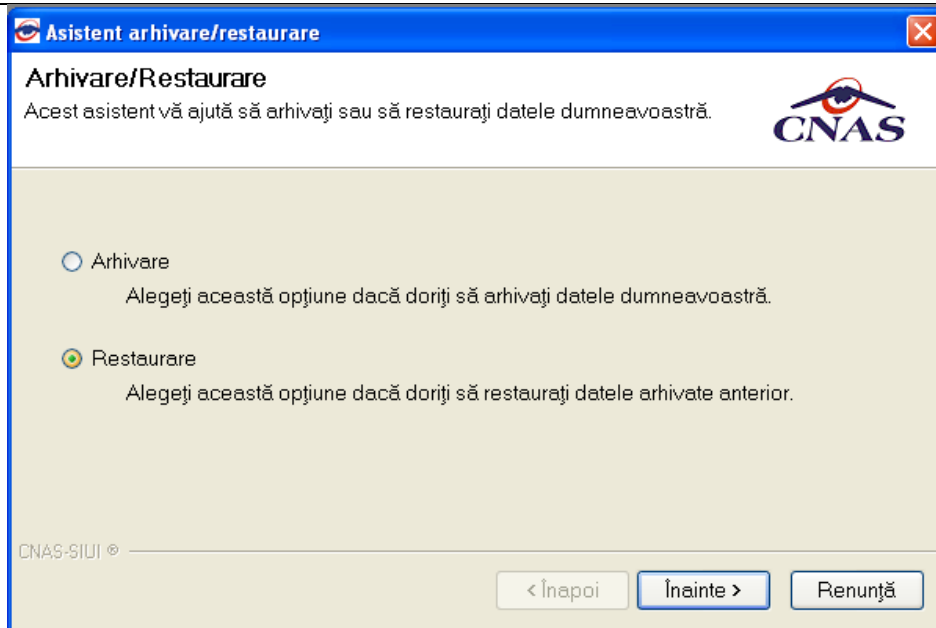 Asistent arhivare/restaurare
Arhivare/Restaurare
Acest asistent vă ajută să arhivaţi sau să restauraţi datele dumneavoastră.
CNAS
Arhivare
Alegeţi această opţiune dacă doriţi să arhivaţi datele dumneavoastră.
Restaurare
Alegeţi această opţiune dacă doriţi să restauraţi datele arhivate anterior.
CNAS-SIUI ®
< Înapoi
Înainte >
Renunţă